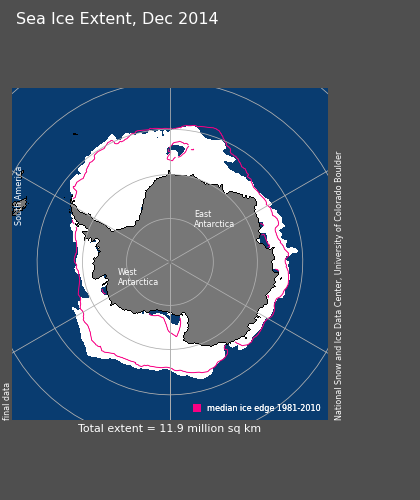 Sea Ice Extent, Dec 2014
South America
East
Antarctica
West
Antarctica
National Snow and Ice Data Center, University of Colorado Boulder
final data
median ice edge 1981-2010
Total extent = 11.9 million sq km